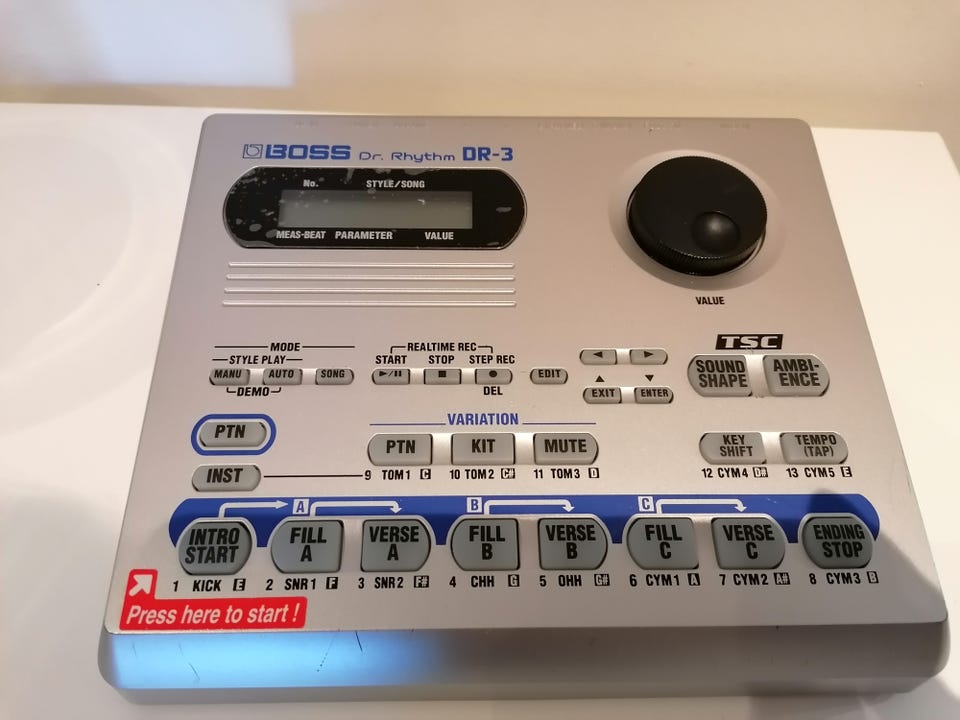 BOSS Dr. Rhythm DR-3
No. STYLE/SONG
MEAS-BEAT PARAMETER VALUE
VALUE
MODE
STYLE PLAY
MANU AUTO SONG
DEMO
REALTIME REC
START STOP STEP REC
▶/II ■ ●
DEL
EDIT
◀ ▶
▲ ▼
EXIT ENTER
TSC
SOUND SHAPE
AMBI-ENCE
VARIATION
PTN
PTN KIT MUTE
KEY SHIFT
TEMPO (TAP)
INST
9 TOM1 C 10 TOM2 C# 11 TOM3 D 12 CYM4 D# 13 CYM5 E
A B C
INTRO START
FILL A
VERSE A
FILL B
VERSE B
FILL C
VERSE C
ENDING STOP
1 KICK E 2 SNR1 F 3 SNR2 F# 4 CHH G 5 OHH G# 6 CYM1 A 7 CYM2 A# 8 CYM3 B
Press here to start !